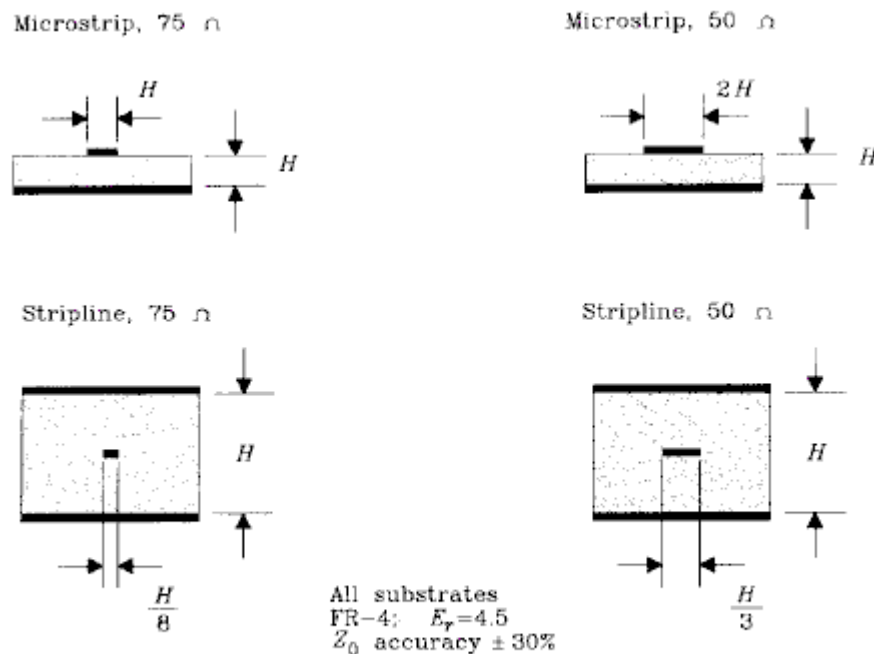 Microstrip, 75 Ω
Microstrip, 50 Ω
H
H
2H
H
Stripline, 75 Ω
Stripline, 50 Ω
H
H/8
H
H/3
All substrates
FR-4; Er=4.5
Z0 accuracy ± 30%